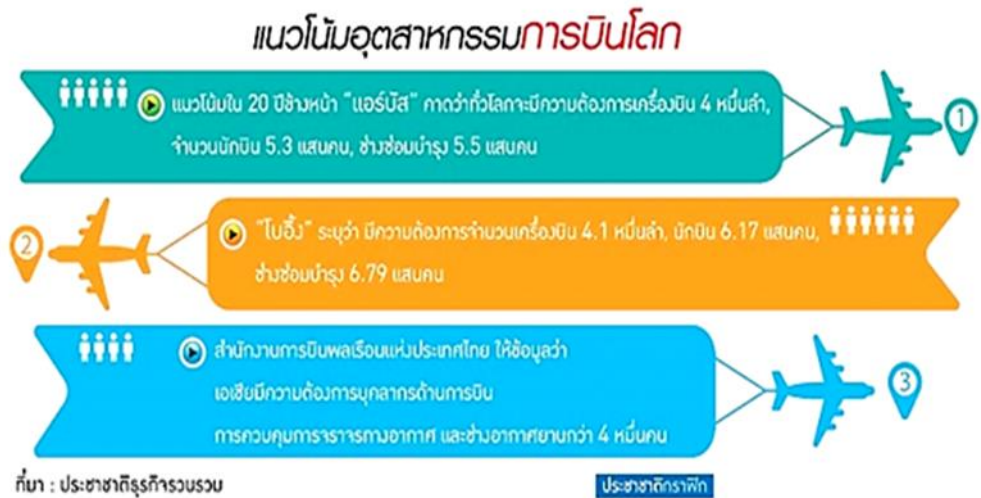 แนวโน้มอุตสาหกรรมการบินโลก
แนวโน้มใน 20 ปีข้างหน้า "แอร์บัส" คาดว่าทั่วโลกจะมีความต้องการเครื่องบิน 4 หมื่นลำ,
จำนวนนักบิน 5.3 แสนคน, ช่างซ่อมบำรุง 5.5 แสนคน
1
2
"โบอิ้ง" ระบุว่า มีความต้องการจำนวนเครื่องบิน 4.1 หมื่นลำ, นักบิน 6.17 แสนคน,
ช่างซ่อมบำรุง 6.79 แสนคน
สำนักงานการบินพลเรือนแห่งประเทศไทย ให้ข้อมูลว่า
เอเชียมีความต้องการบุคลากรด้านการบิน
การควบคุมการจราจรทางอากาศ และช่างอากาศยานกว่า 4 หมื่นคน
3
ที่มา : ประชาชาติธุรกิจรวบรวม
ประชาชาติกราฟิก